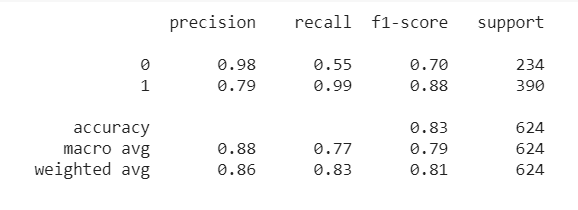 precision recall f1-score support
0 0.98 0.55 0.70 234
1 0.79 0.99 0.88 390
accuracy 0.83 624
macro avg 0.88 0.77 0.79 624
weighted avg 0.86 0.83 0.81 624